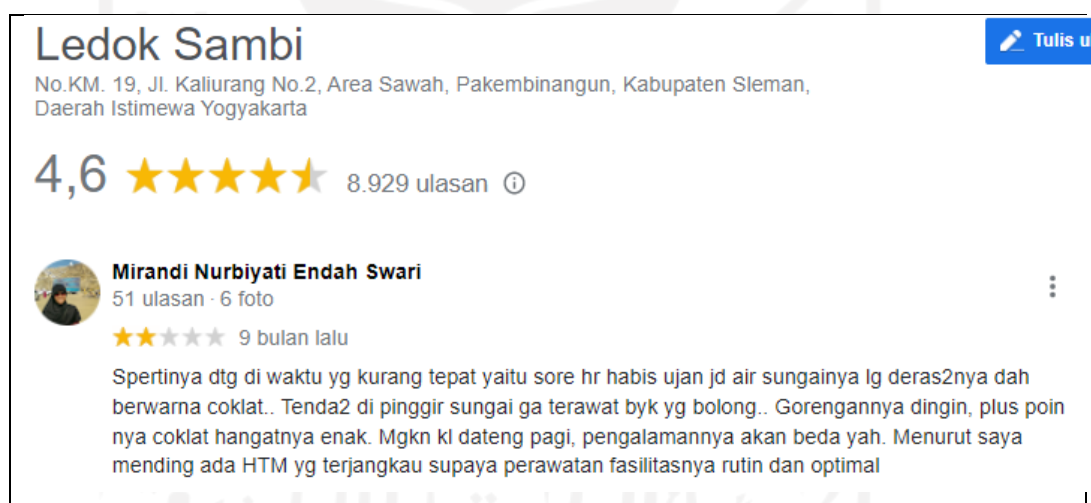 Ledok Sambi
Tulis u
No.KM. 19, Jl. Kaliurang No.2, Area Sawah, Pakembinangun, Kabupaten Sleman,
Daerah Istimewa Yogyakarta
4,6 8.929 ulasan
Mirandi Nurbiyati Endah Swari
51 ulasan · 6 foto
9 bulan lalu
Spertinya dtg di waktu yg kurang tepat yaitu sore hr habis ujan jd air sungainya lg deras2nya dah
berwarna coklat.. Tenda2 di pinggir sungai ga terawat byk yg bolong.. Gorengannya dingin, plus poin
nya coklat hangatnya enak. Mgkn kl dateng pagi, pengalamannya akan beda yah. Menurut saya
mending ada HTM yg terjangkau supaya perawatan fasilitasnya rutin dan optimal